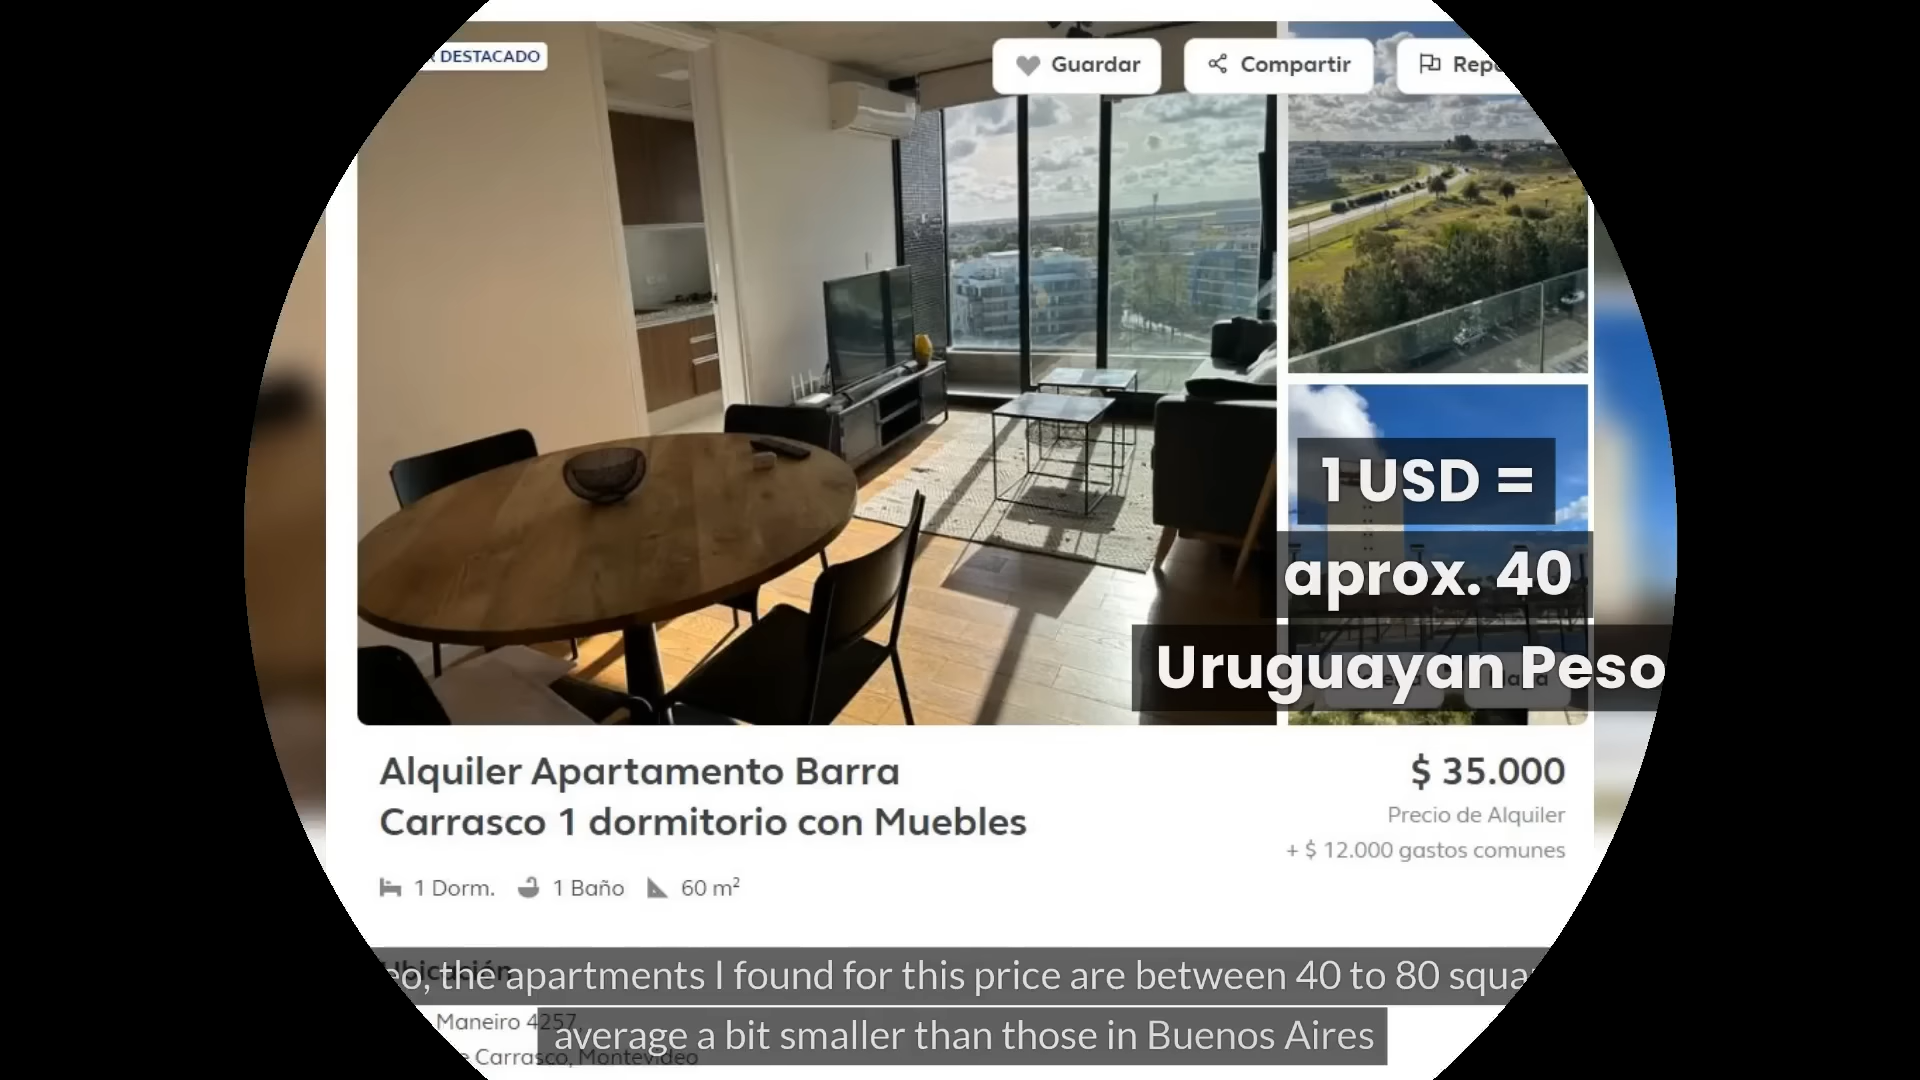 DESTACADO
Guardar
Compartir
1 USD =
aprox. 40
Uruguayan Peso
Alquiler Apartamento Barra
Carrasco 1 dormitorio con Muebles
$ 35.000
Precio de Alquiler
+ $ 12.000 gastos comunes
1 Dorm. 1 Baño 60 m²
Ubicación
the apartments I found for this price are between 40 to 80
average a bit smaller than those in Buenos Aires
Maneiro 4257,
Carrasco, Montevideo